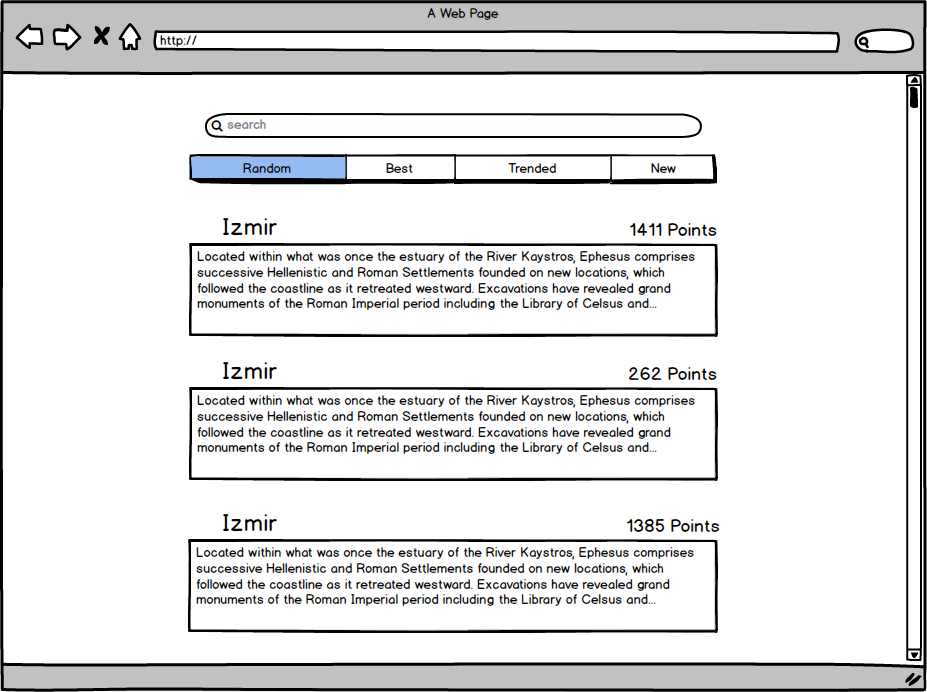 A Web Page
http://
search
Random Best Trended New
Izmir 1411 Points
Located within what was once the estuary of the River Kaystros, Ephesus comprises
successive Hellenistic and Roman Settlements founded on new locations, which
followed the coastline as it retreated westward. Excavations have revealed grand
monuments of the Roman Imperial period including the Library of Celsus and...
Izmir 262 Points
Located within what was once the estuary of the River Kaystros, Ephesus comprises
successive Hellenistic and Roman Settlements founded on new locations, which
followed the coastline as it retreated westward. Excavations have revealed grand
monuments of the Roman Imperial period including the Library of Celsus and...
Izmir 1385 Points
Located within what was once the estuary of the River Kaystros, Ephesus comprises
successive Hellenistic and Roman Settlements founded on new locations, which
followed the coastline as it retreated westward. Excavations have revealed grand
monuments of the Roman Imperial period including the Library of Celsus and...